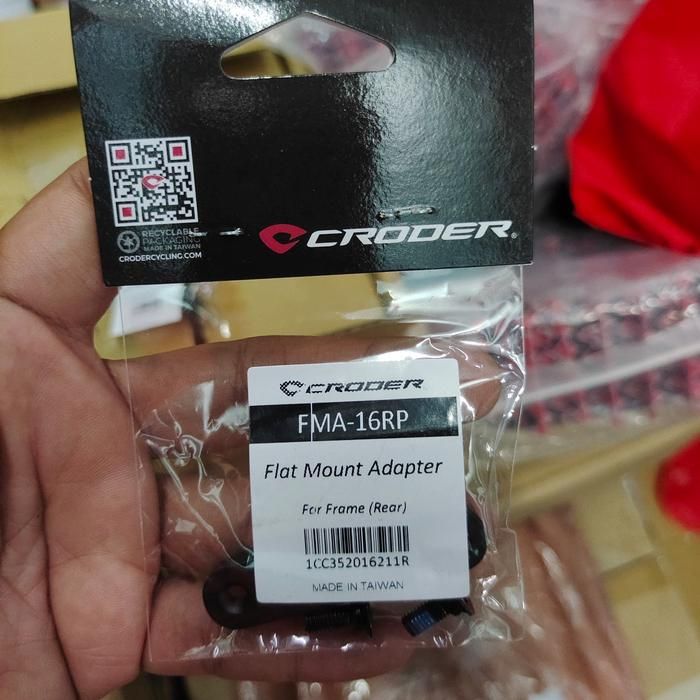 RECYCLABLE
PACKAGING
MADE IN TAIWAN
CRODERCYCLING.COM
CRODER®
CRODER
FMA-16RP
Flat Mount Adapter
For Frame (Rear)
1CC352016211R
MADE IN TAIWAN